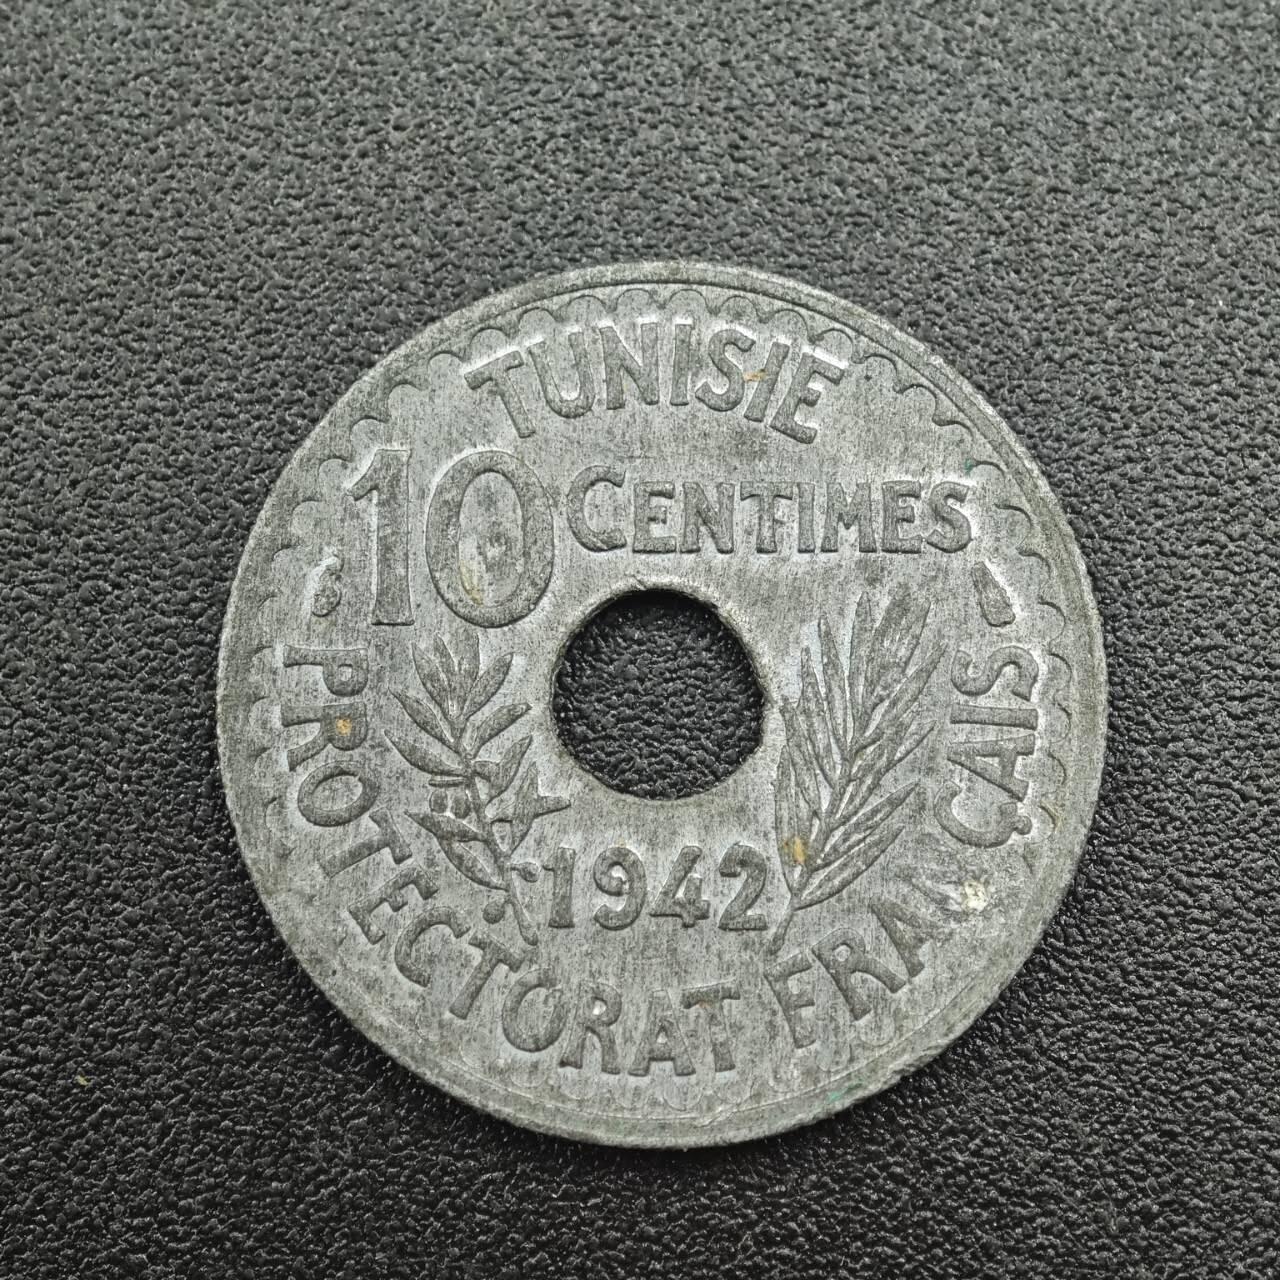 TUNISIE
10 CENTIMES
1942
PROTECTORAT FRANÇAIS